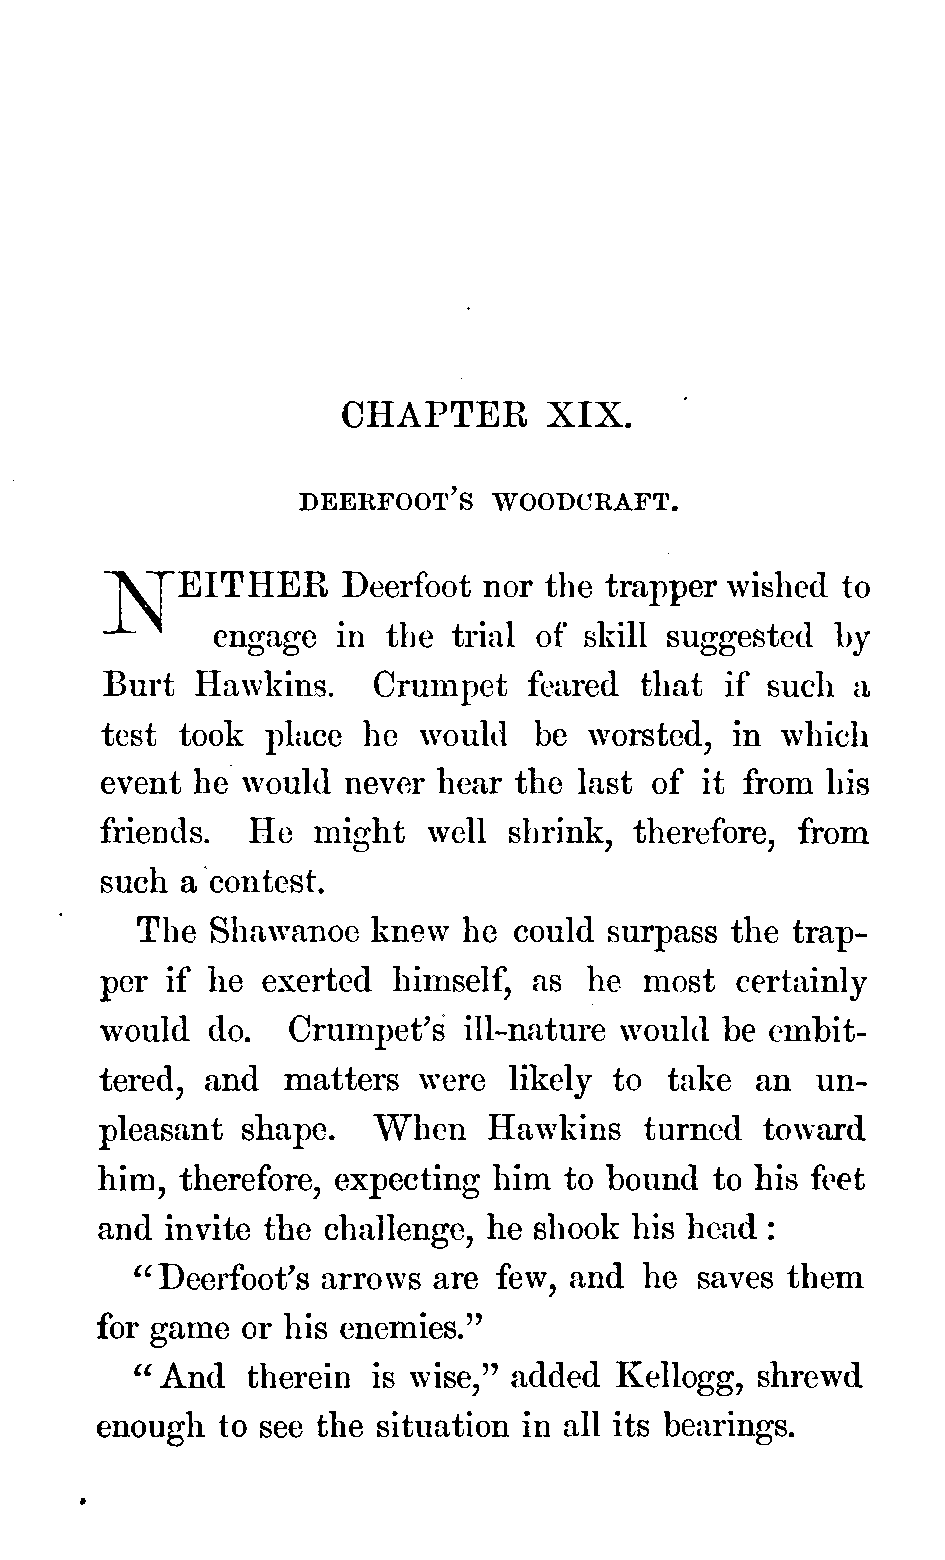 CHAPTER XIX.
DEERFOOT'S WOODCRAFT.
NEITHER Deerfoot nor the trapper wished to
engage in the trial of skill suggested by
Burt Hawkins. Crumpet feared that if such a
test took place he would be worsted, in which
event he would never hear the last of it from his
friends. He might well shrink, therefore, from
such a contest.
The Shawanoe knew he could surpass the trap-
per if he exerted himself, as he most certainly
would do. Crumpet's ill-nature would be embit-
tered, and matters were likely to take an un-
pleasant shape. When Hawkins turned toward
him, therefore, expecting him to bound to his feet
and invite the challenge, he shook his head :
"Deerfoot's arrows are few, and he saves them
for game or his enemies."
"And therein is wise," added Kellogg, shrewd
enough to see the situation in all its bearings.